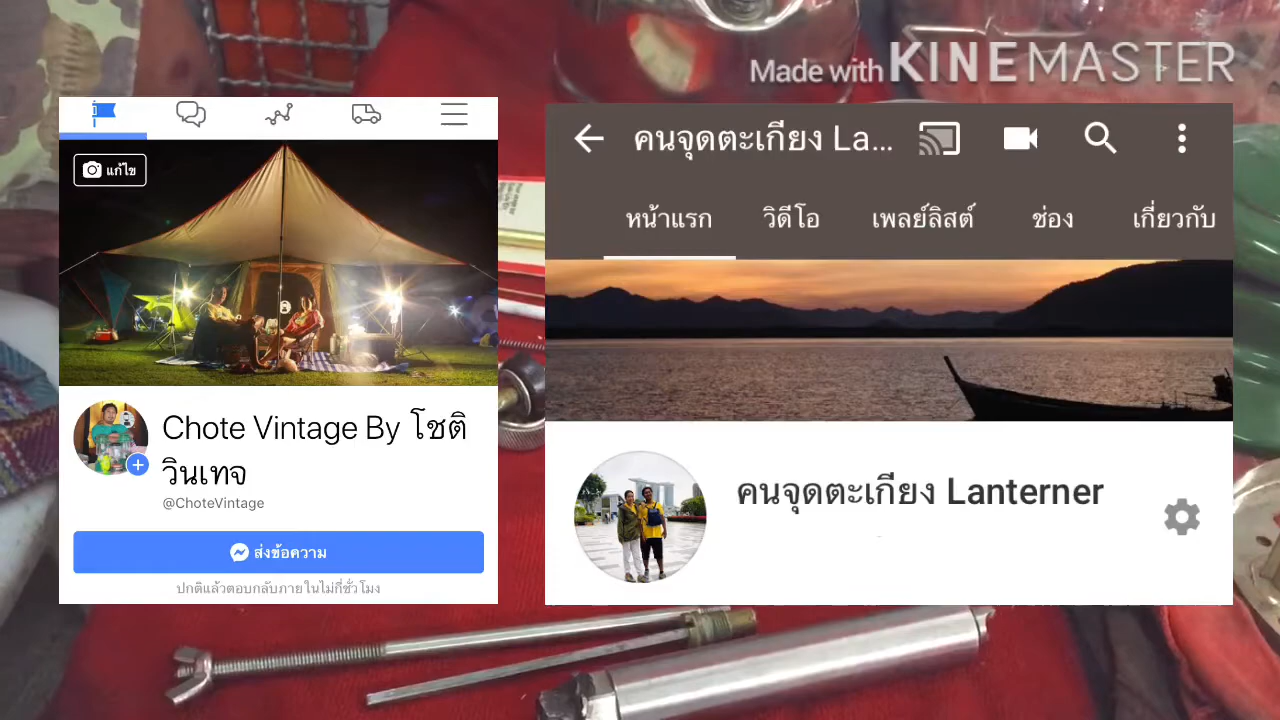 Made with KINEMASTER
แก้ไข
Chote Vintage By โชติ
วินเทจ
@ChoteVintage
ส่งข้อความ
ปกติแล้วตอบกลับภายในไม่กี่ชั่วโมง
คนจุดตะเกียง La...
หน้าแรก วิดีโอ เพลย์ลิสต์ ช่อง เกี่ยวกับ
คนจุดตะเกียง Lanterner